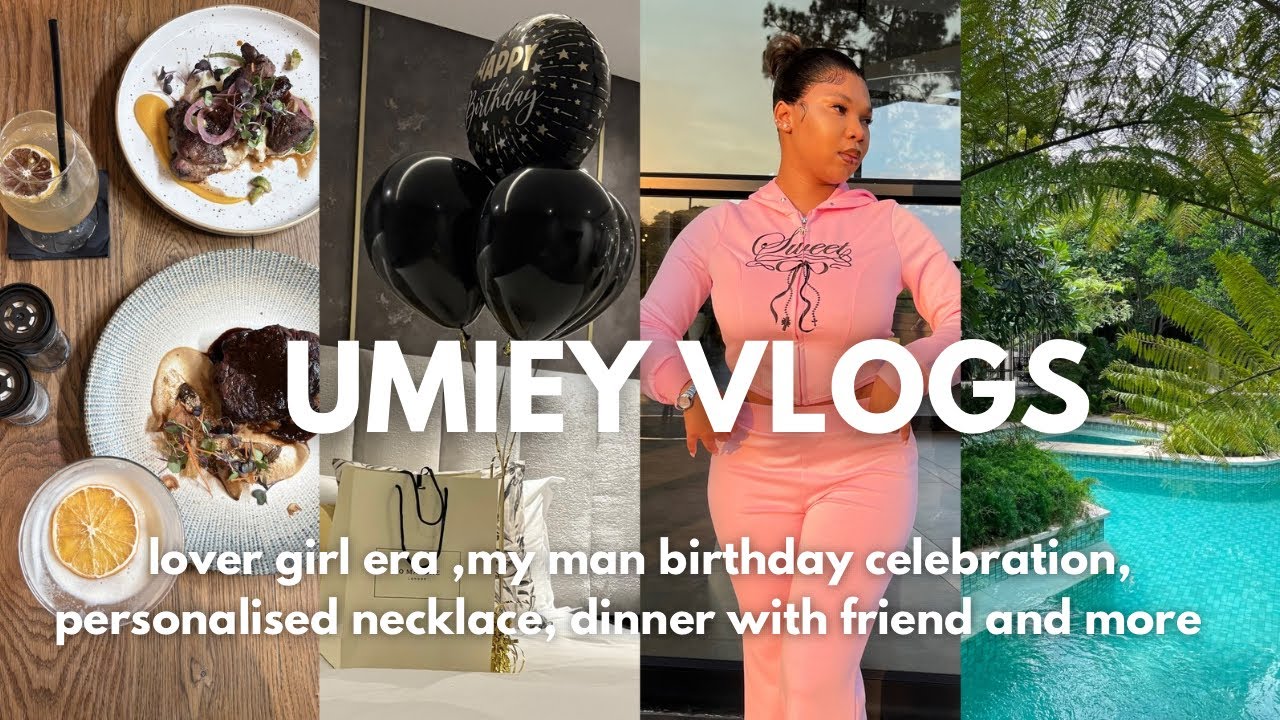 HAPPY
Birthday
Sweet
UMIEY VLOGS
lover girl era ,my man birthday celebration,
personalised necklace, dinner with friend and more